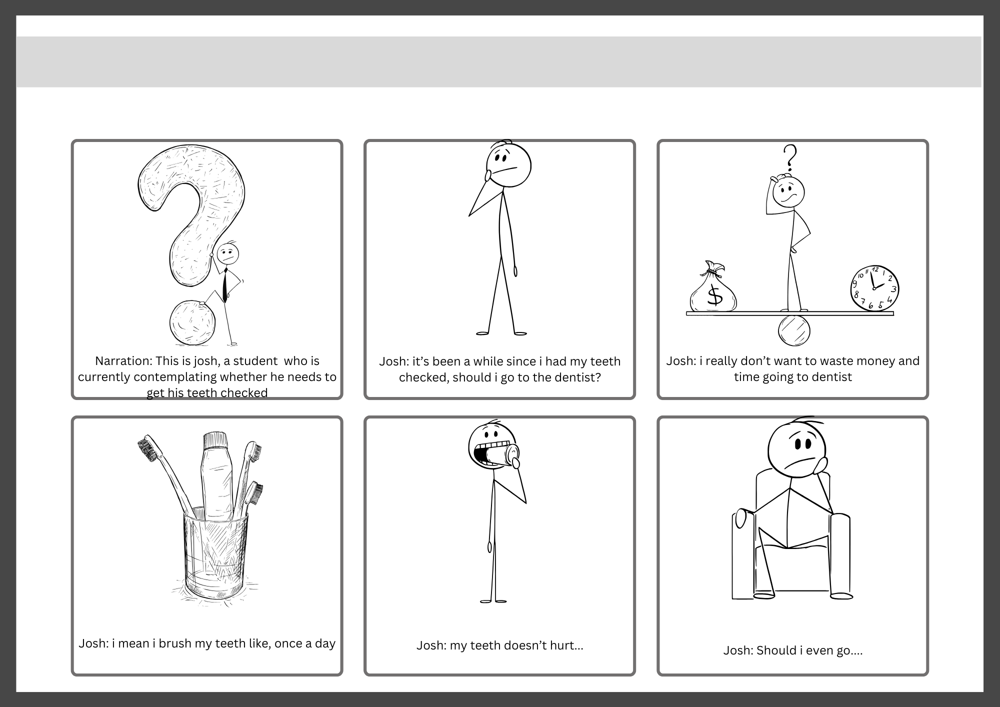 ?
Narration: This is josh, a student  who is
currently contemplating whether he needs to
get his teeth checked
Josh: it’s been a while since i had my teeth
checked, should i go to the dentist?
?
$
10 11 12 1
9 2
8 3
7 6 5 4
Josh: i really don’t want to waste money and
time going to dentist
Josh: i mean i brush my teeth like, once a day
Josh: my teeth doesn’t hurt...
Josh: Should i even go....